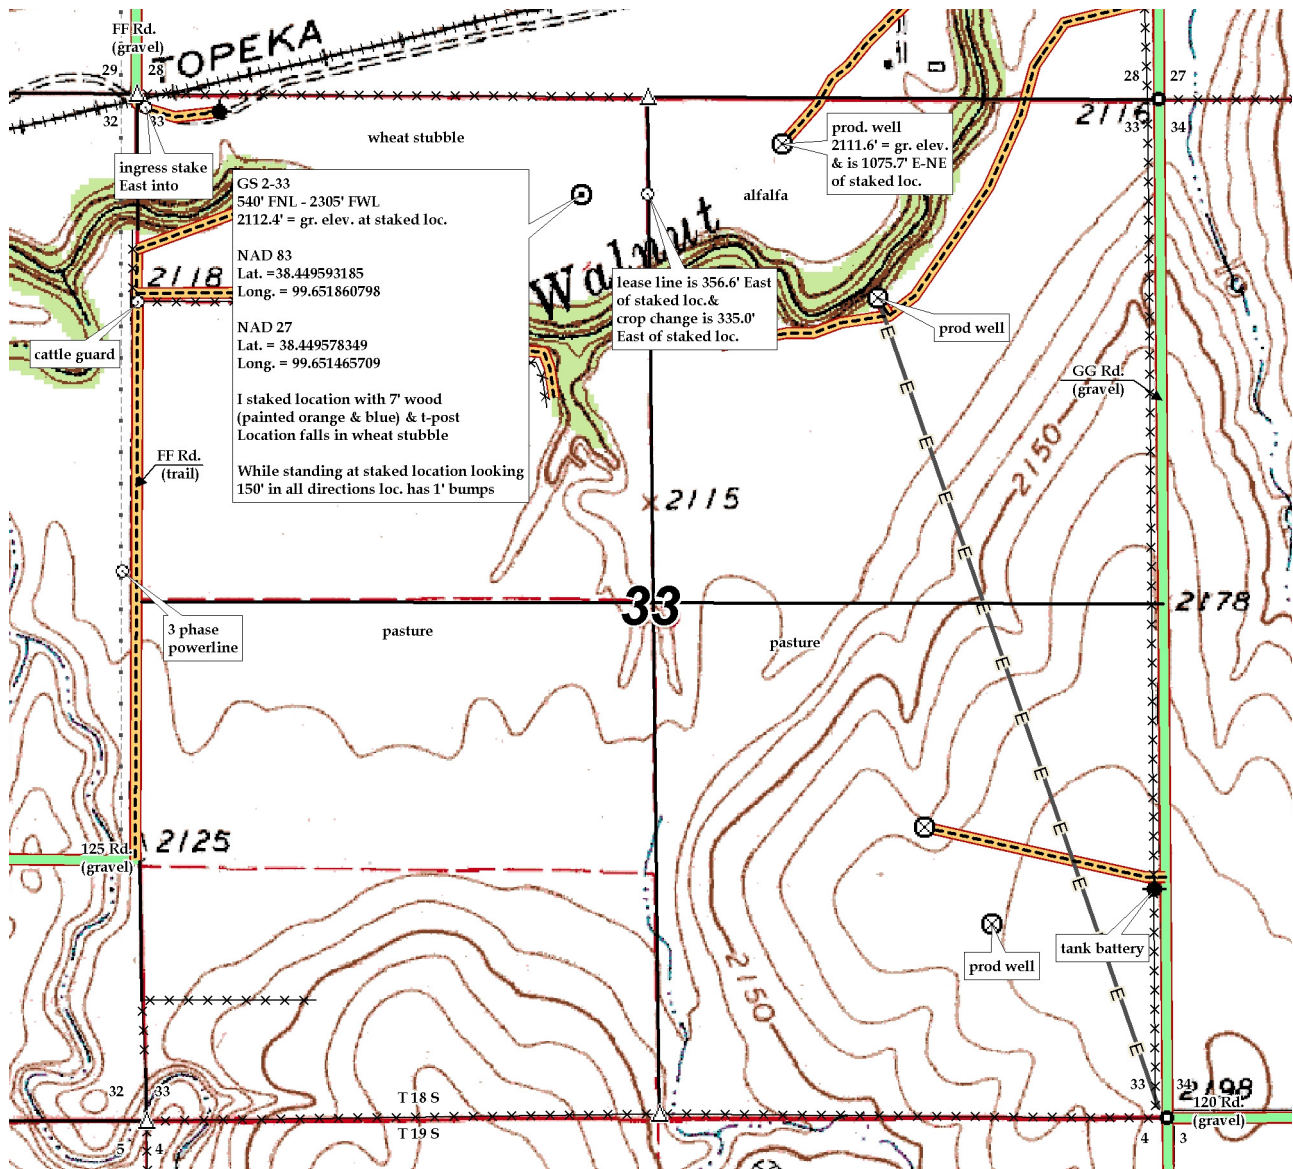 FF Rd.
(gravel)
TOPEKA
29
28
28
27
32
33
2116
33
34
wheat stubble
prod. well
2111.6' = gr. elev.
& is 1075.7' E-NE
of staked loc.
ingress stake
East into
GS 2-33
540' FNL - 2305' FWL
2112.4' = gr. elev. at staked loc.
NAD 83
Lat. =38.449593185
Long. = 99.651860798
NAD 27
Lat. = 38.449578349
Long. = 99.651465709
I staked location with 7' wood
(painted orange & blue) & t-post
Location falls in wheat stubble
While standing at staked location looking
150' in all directions loc. has 1' bumps
alfalfa
Walnut
2118
lease line is 356.6' East
of staked loc.&
crop change is 335.0'
East of staked loc.
prod well
cattle guard
GG Rd.
(gravel)
FF Rd.
(trail)
2150
2115
E
E
E
E
E
E
E
E
E
E
E
E
E
E
33
2178
3 phase
powerline
pasture
pasture
2125
125 Rd.
(gravel)
tank battery
prod well
2150
32
33
T 18 S
33
34
2198
120 Rd.
(gravel)
T 19 S
5
4
4
3